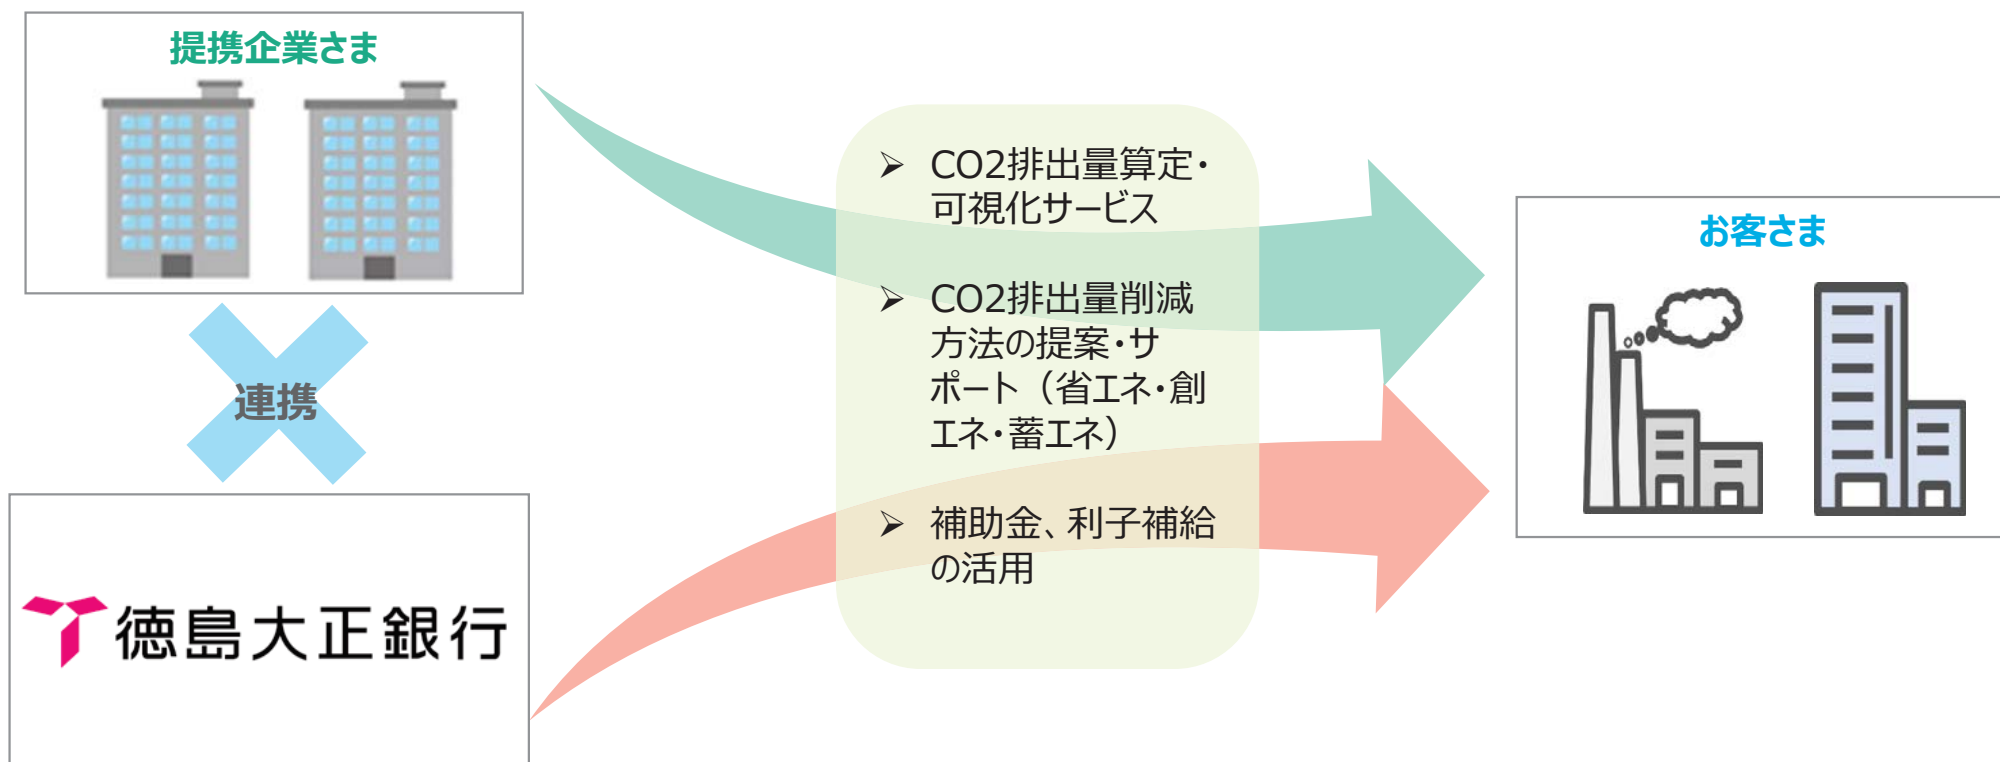 提携企業さま
連携
徳島大正銀行
➢ CO2排出量算定・
可視化サービス
➢ CO2排出量削減
方法の提案・サ
ポート（省エネ・創
エネ・蓄エネ）
➢ 補助金、利子補給
の活用
お客さま